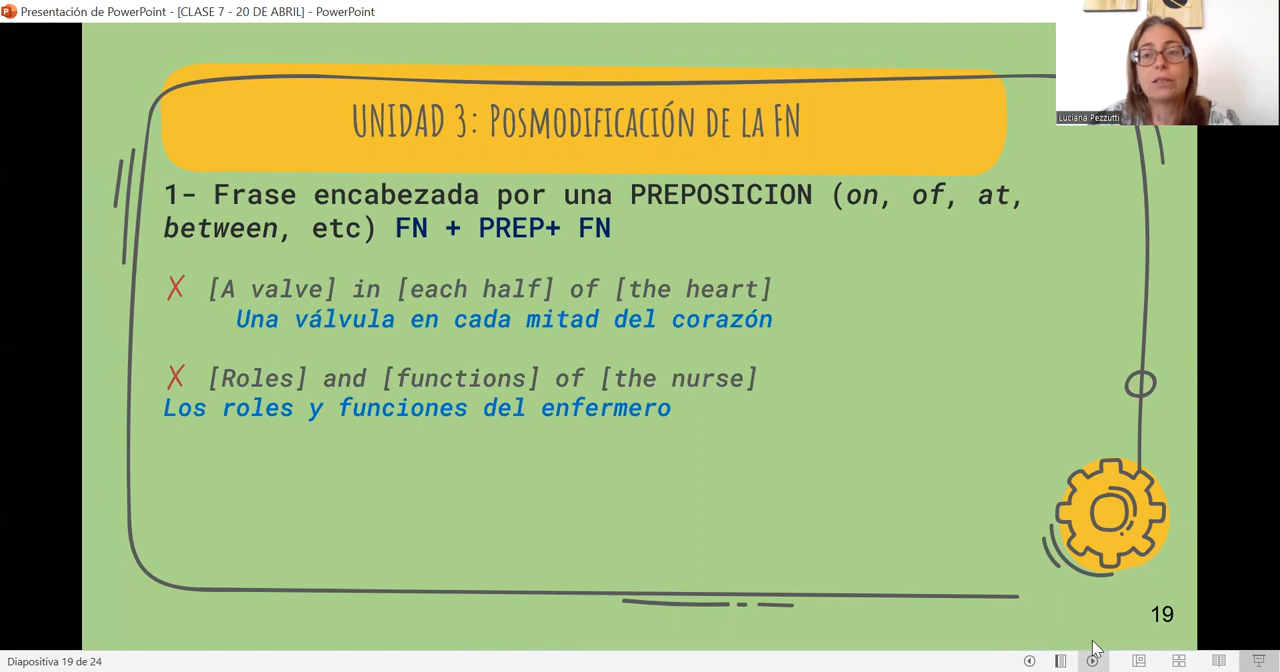 Presentación de PowerPoint - [CLASE 7 - 20 DE ABRIL] - PowerPoint
Luciana Pezzutti
UNIDAD 3: POSMODIFICACIÓN DE LA FN
1- Frase encabezada por una PREPOSICION (on, of, at,
between, etc) FN + PREP+ FN
[A valve] in [each half] of [the heart]
Una válvula en cada mitad del corazón
[Roles] and [functions] of [the nurse]
Los roles y funciones del enfermero
19
Diapositiva 19 de 24